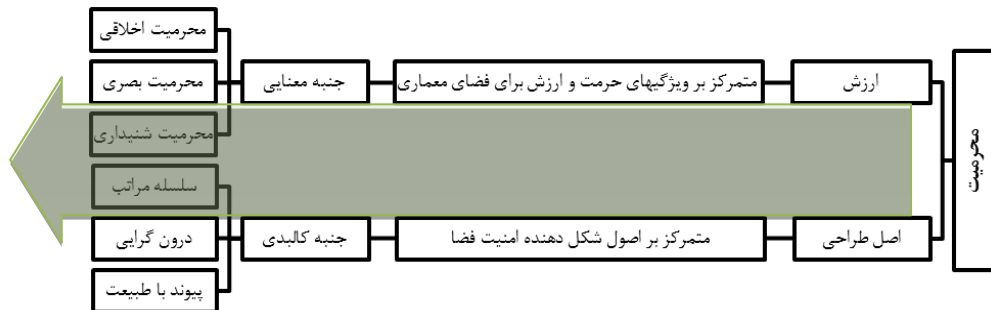 محرمیت
ارزش
متمرکز بر ویژگیهای حرمت و ارزش برای فضای معماری
جنبه معنایی
محرمیت اخلاقی
محرمیت بصری
محرمیت شنیداری
اصل طراحی
متمرکز بر اصول شکل دهنده امنیت فضا
جنبه کالبدی
سلسله مراتب
درون گرایی
پیوند با طبیعت